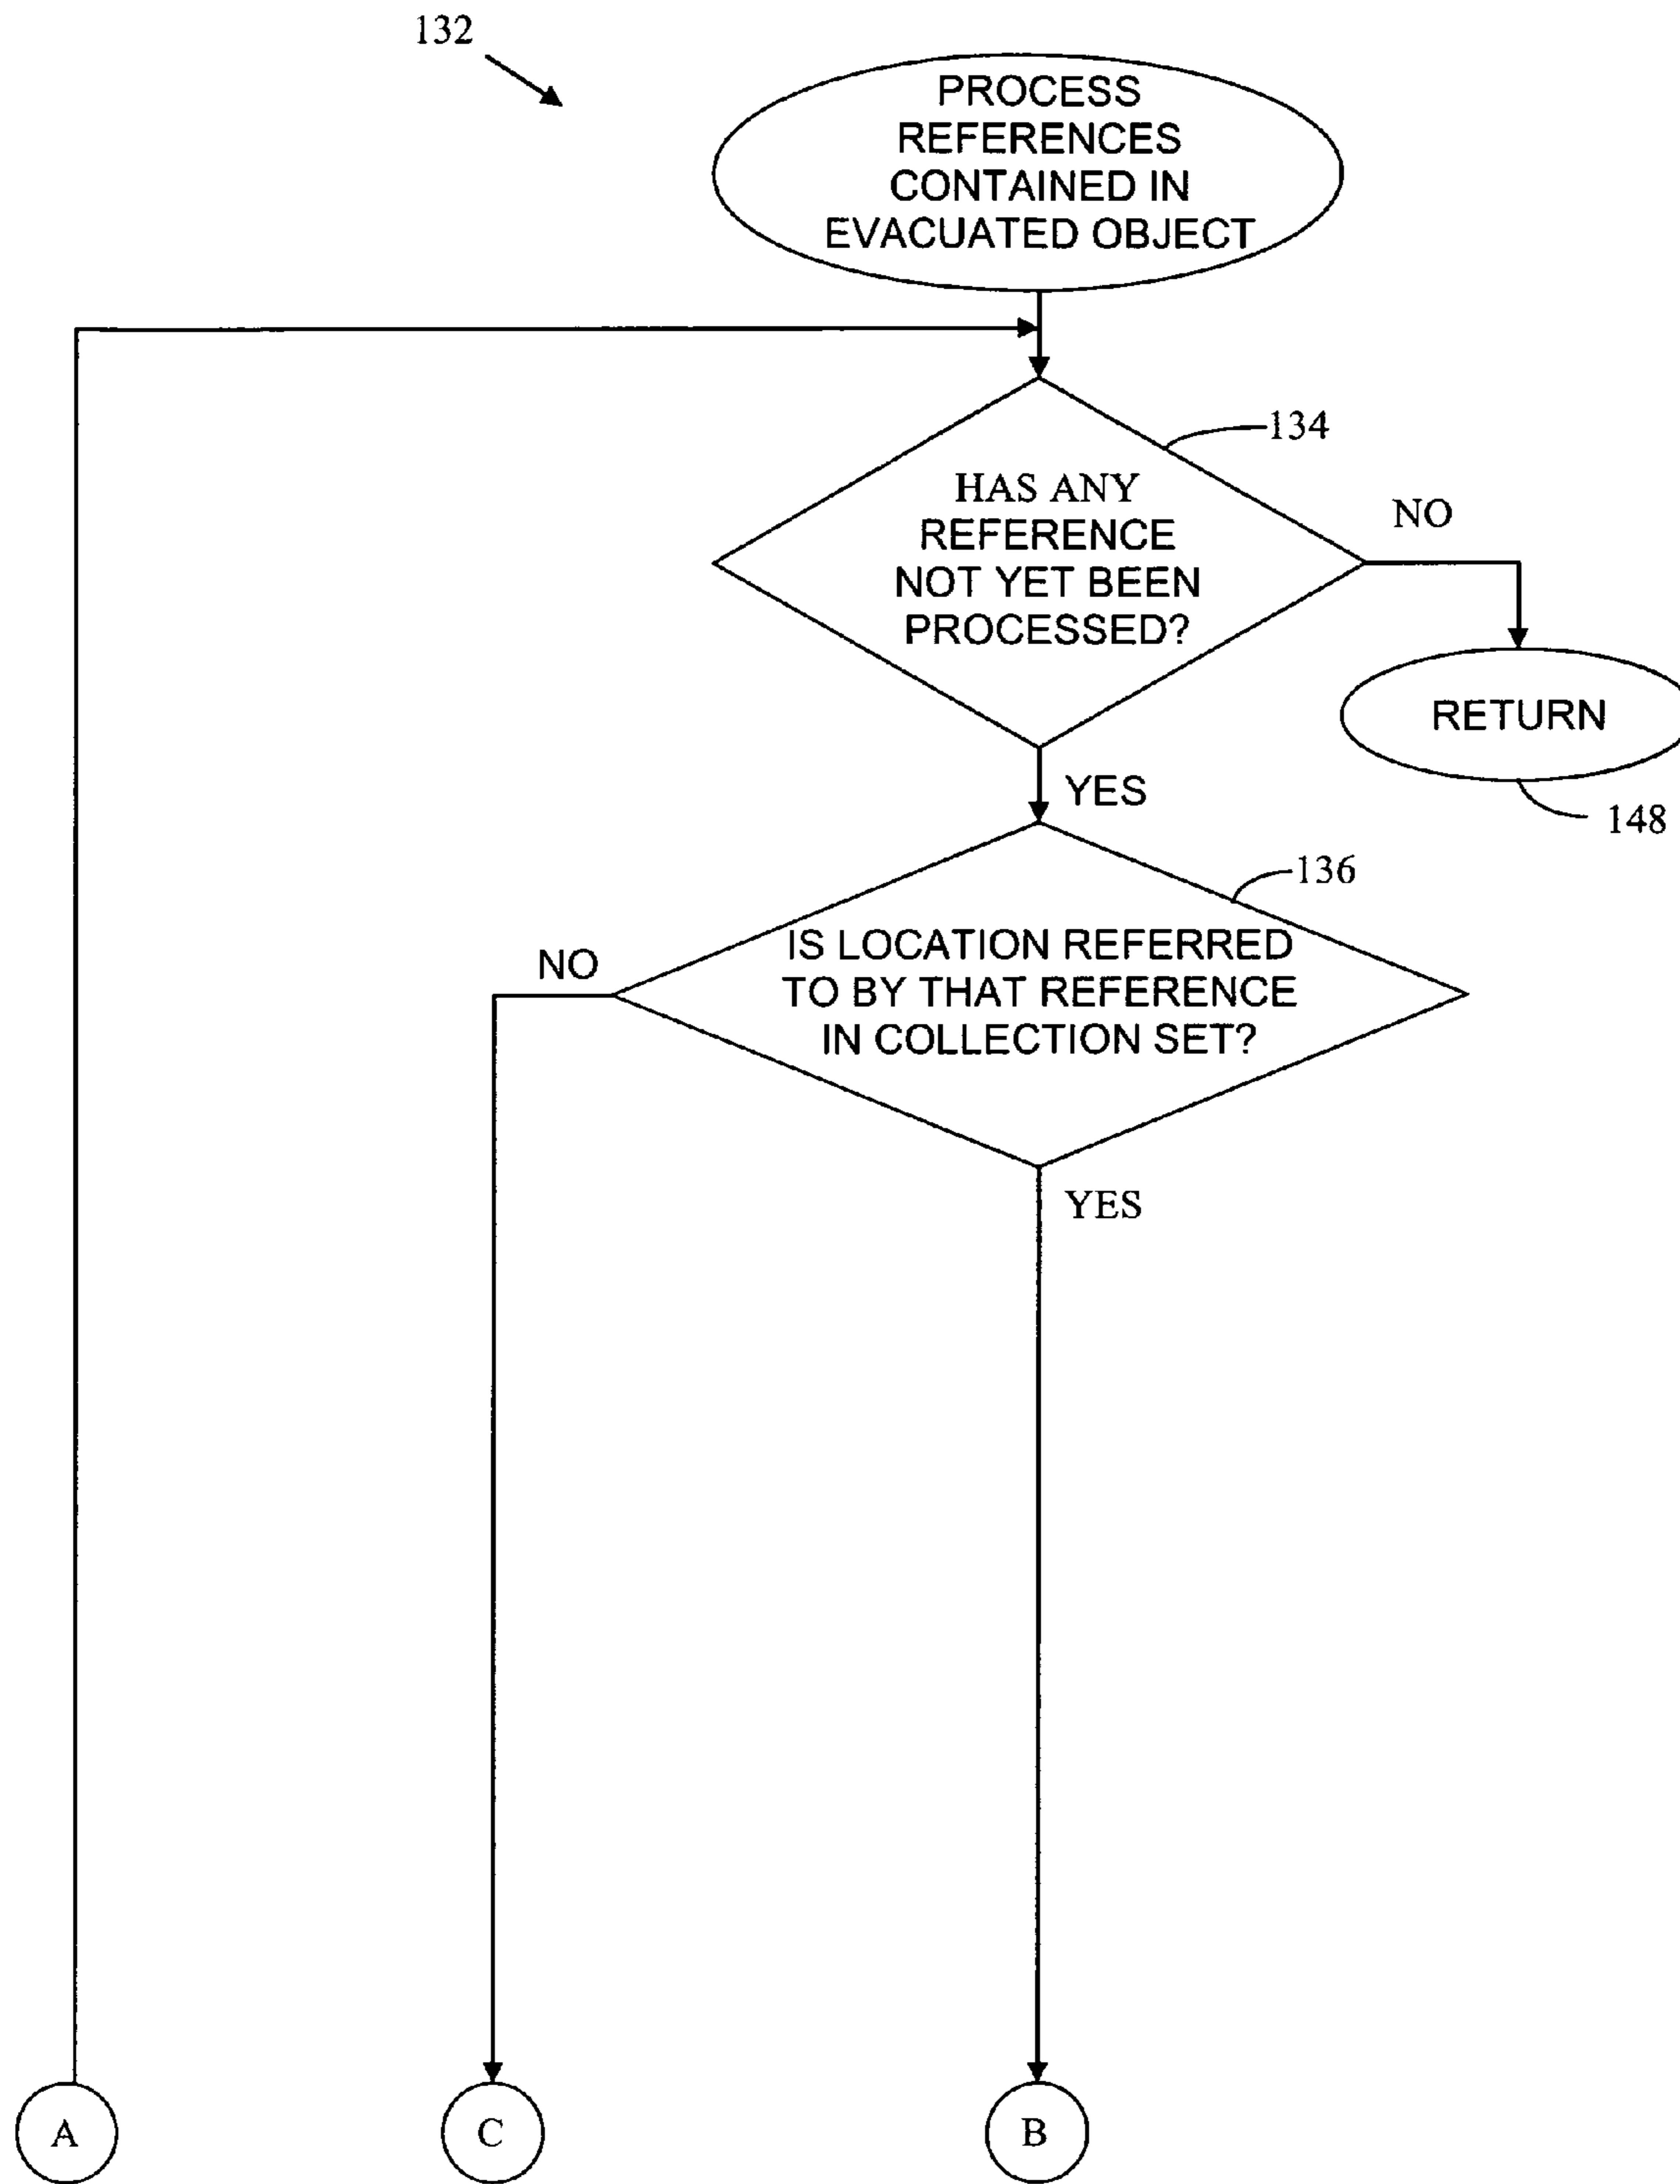 132
PROCESS
REFERENCES
CONTAINED IN
EVACUATED OBJECT
134
HAS ANY
REFERENCE
NOT YET BEEN
PROCESSED?
NO
RETURN
148
YES
136
IS LOCATION REFERRED
TO BY THAT REFERENCE
IN COLLECTION SET?
NO
YES
A
C
B